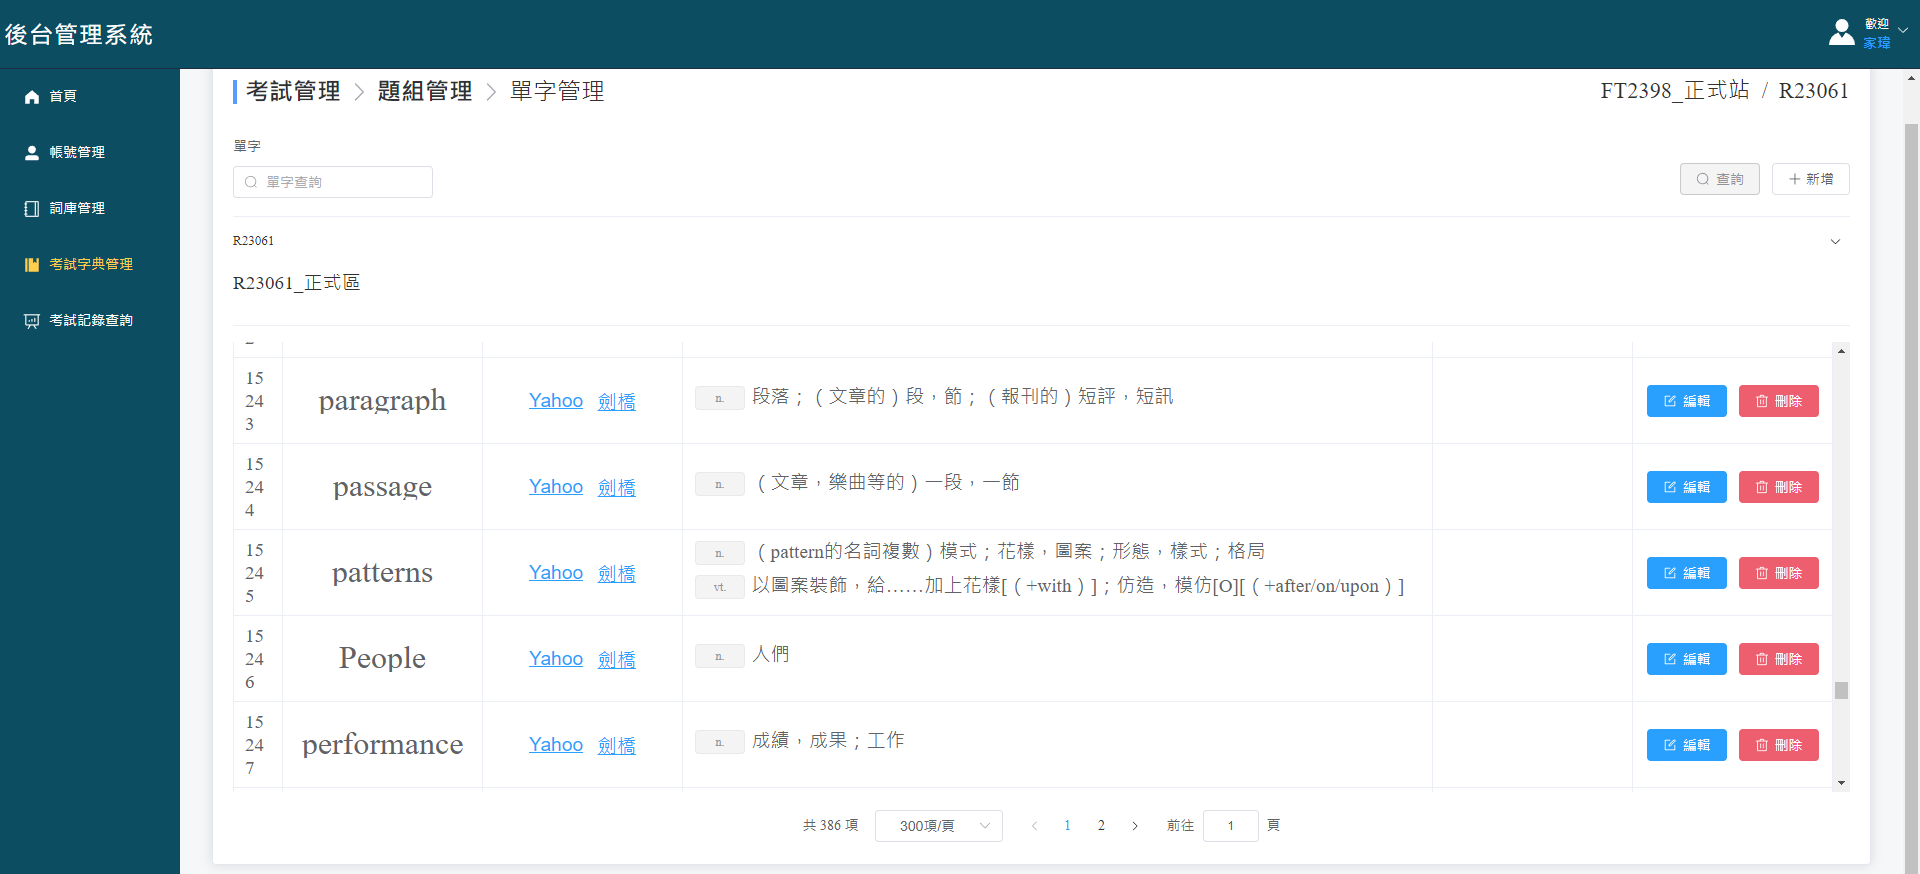 後台管理系統
歡迎
家瑋
首頁
帳號管理
詞庫管理
考試字典管理
考試記錄查詢
考試管理 > 題組管理 > 單字管理
FT2398_正式站 / R23061
單字
單字查詢
查詢
新增
R23061
R23061_正式區
15243 paragraph Yahoo 劍橋 n. 段落；（文章的）段，節；（報刊的）短評，短訊 編輯 刪除
15244 passage Yahoo 劍橋 n. （文章，樂曲等的）一段，一節 編輯 刪除
15245 patterns Yahoo 劍橋 n. （pattern的名詞複數）模式；花樣，圖案；形態，樣式；格局
vt. 以圖案裝飾，給……加上花樣[（+with）]；仿造，模仿[O][（+after/on/upon）] 編輯 刪除
15246 People Yahoo 劍橋 n. 人們 編輯 刪除
15247 performance Yahoo 劍橋 n. 成績，成果；工作 編輯 刪除
共 386 項 300項/頁 < 1 2 > 前往 1 頁